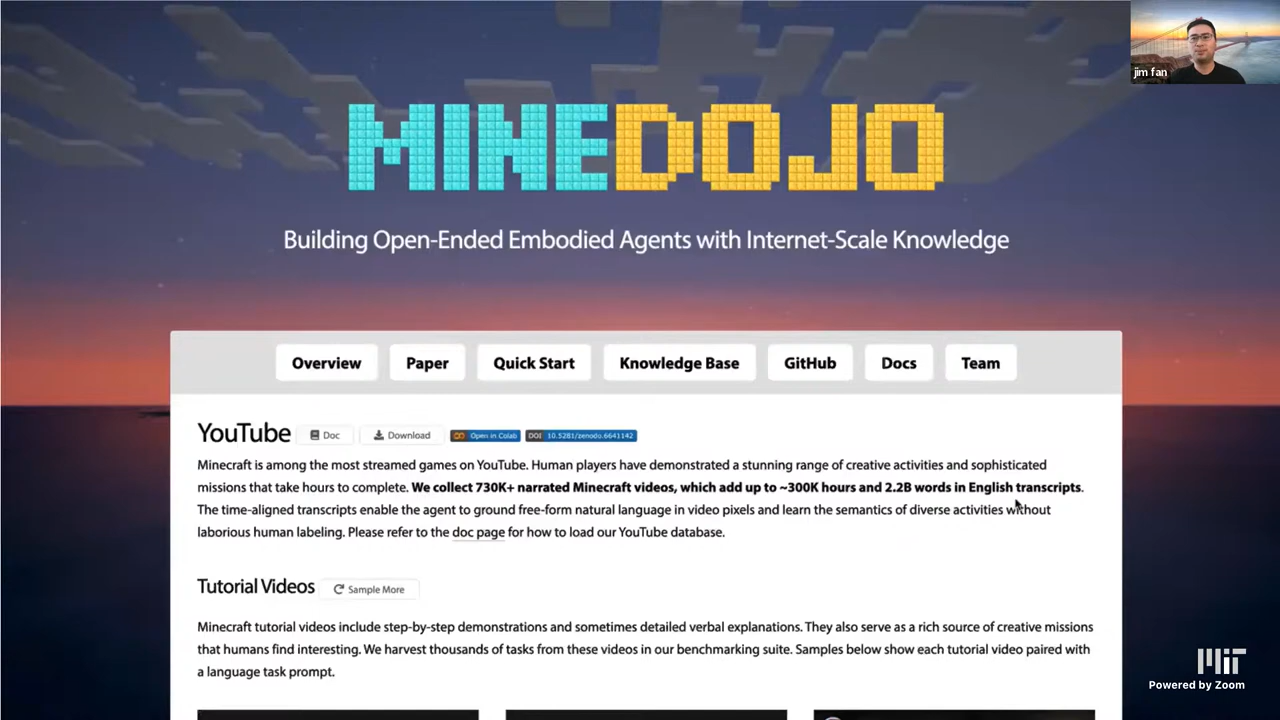 jim fan
MINEDOJO
Building Open-Ended Embodied Agents with Internet-Scale Knowledge
Overview
Paper
Quick Start
Knowledge Base
GitHub
Docs
Team
YouTube Doc Download Open in Colab DOI 10.5281/zenodo.6641142
Minecraft is among the most streamed games on YouTube. Human players have demonstrated a stunning range of creative activities and sophisticated
missions that take hours to complete. We collect 730K+ narrated Minecraft videos, which add up to ~300K hours and 2.2B words in English transcripts.
The time-aligned transcripts enable the agent to ground free-form natural language in video pixels and learn the semantics of diverse activities without
laborious human labeling. Please refer to the doc page for how to load our YouTube database.
Tutorial Videos Sample More
Minecraft tutorial videos include step-by-step demonstrations and sometimes detailed verbal explanations. They also serve as a rich source of creative missions
that humans find interesting. We harvest thousands of tasks from these videos in our benchmarking suite. Samples below show each tutorial video paired with
a language task prompt.
MIT
Powered by Zoom